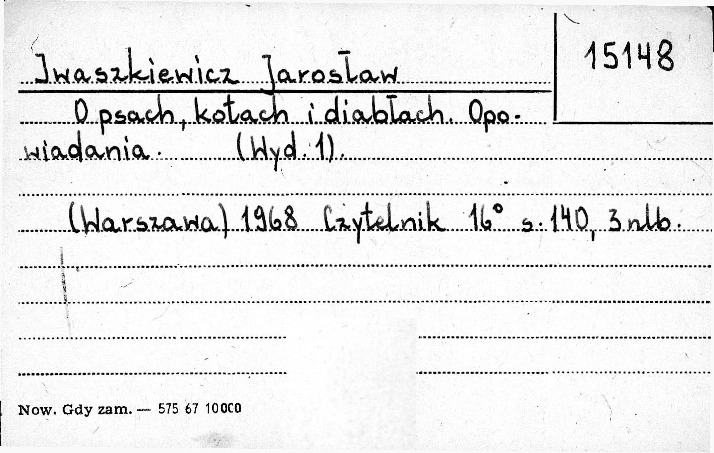 15148
Iwaszkiewicz Jarosław
O psach, kotach i diabłach. Opo-
wiadania. (Wyd. 1).
(Warszawa) 1968 Czytelnik 16° s. 140, 3 nlb.
Now. Gdy zam. — 575 67 10000